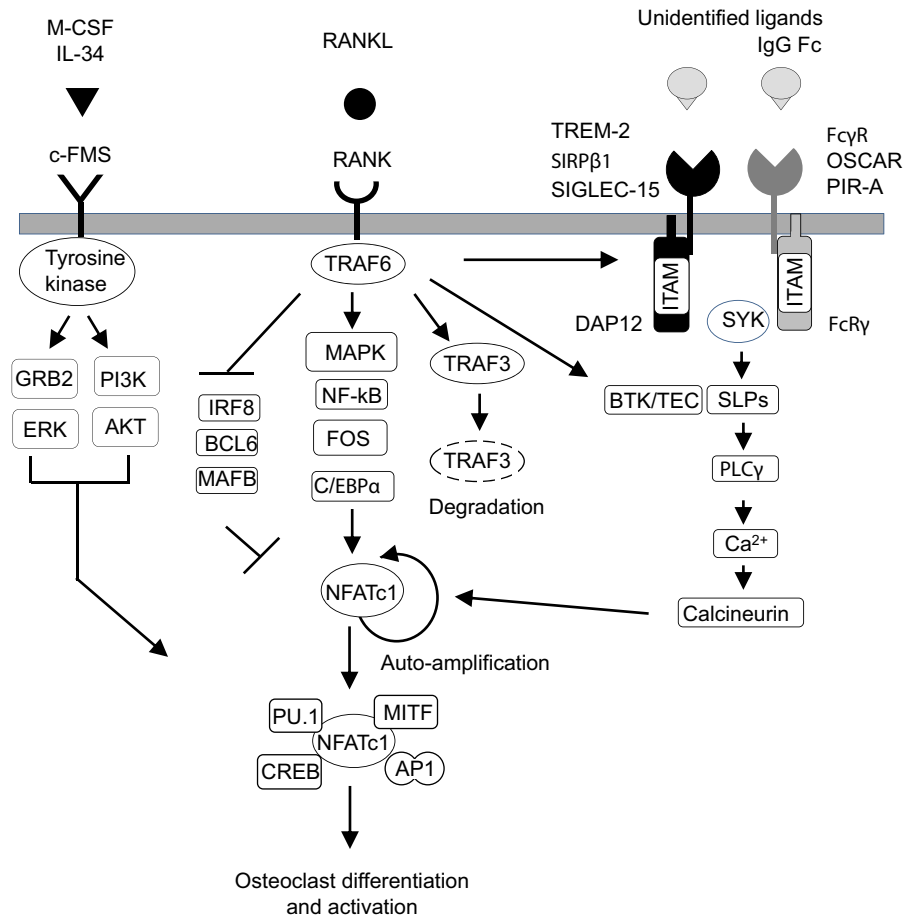 M-CSF
IL-34
c-FMS
Tyrosine
kinase
GRB2
PI3K
ERK
AKT
RANKL
RANK
TRAF6
IRF8
BCL6
MAFB
MAPK
NF-kB
FOS
C/EBPα
TRAF3
TRAF3
Degradation
NFATc1
Auto-amplification
PU.1
MITF
NFATc1
CREB
AP1
Osteoclast differentiation
and activation
Unidentified ligands
IgG Fc
TREM-2
SIRPβ1
SIGLEC-15
FcγR
OSCAR
PIR-A
ITAM
ITAM
DAP12
SYK
FcRγ
BTK/TEC
SLPs
PLCγ
Ca²⁺
Calcineurin